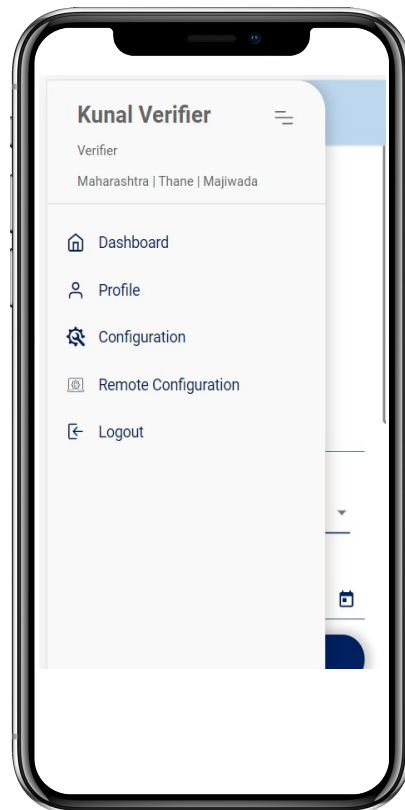 Kunal Verifier
Verifier
Maharashtra | Thane | Majiwada
Dashboard
Profile
Configuration
Remote Configuration
Logout